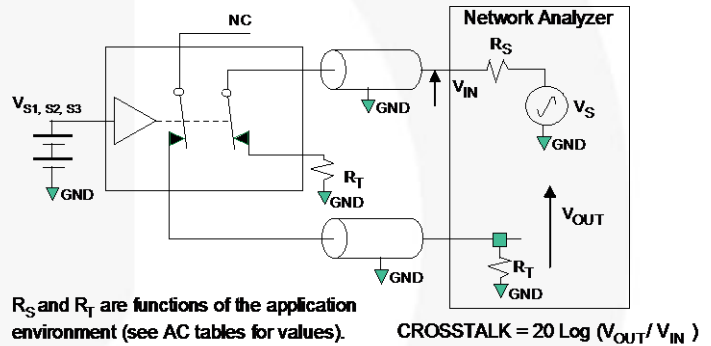 Network Analyzer
NC
R_S
V_IN
V_S
GND
GND
V_S1, S2, S3
GND
R_T
GND
V_OUT
GND
R_T
GND
R_S and R_T are functions of the application
environment (see AC tables for values).
CROSSTALK = 20 Log (V_OUT/ V_IN )